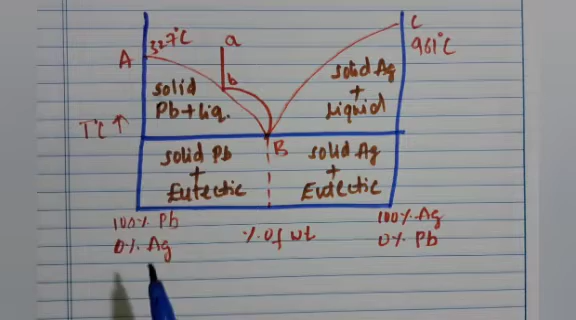 C
A 327°C a 961°C
b
solid
Pb+liq.
solid Ag
+
Liquid
T°C ↑
B
solid Pb
+
Eutectic
solid Ag
+
Eutectic
100% Pb
0% Ag
% of wt
100% Ag
0% Pb